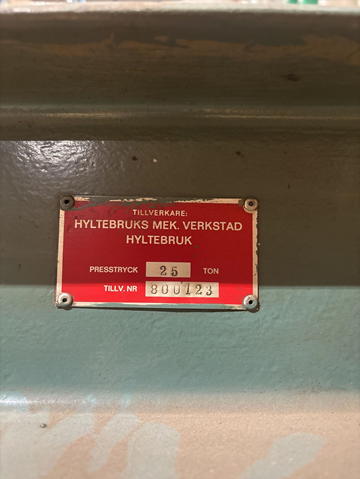 TILLVERKARE:
HYLTEBRUKS MEK. VERKSTAD
HYLTEBRUK
PRESSTRYCK 25 TON
TILLV. NR 800123